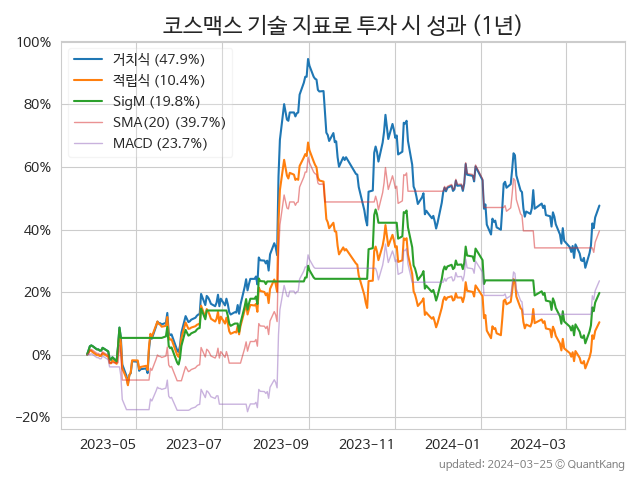 코스맥스 기술 지표로 투자 시 성과 (1년)
100%
80%
60%
40%
20%
0%
−20%
거치식 (47.9%)
적립식 (10.4%)
SigM (19.8%)
SMA(20) (39.7%)
MACD (23.7%)
2023-05 2023-07 2023-09 2023-11 2024-01 2024-03
updated: 2024-03-25 © QuantKang